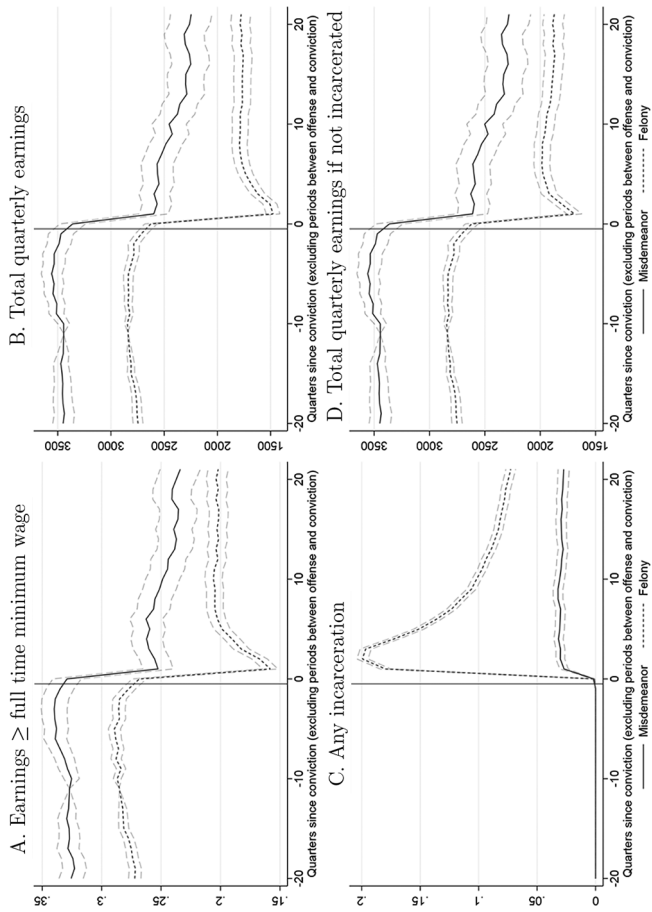 A. Earnings ≥ full time minimum wage
.35
.3
.25
.2
.15
-20 -10 0 10 20
Quarters since conviction (excluding periods between offense and conviction)
B. Total quarterly earnings
3500
3000
2500
2000
1500
-20 -10 0 10 20
Quarters since conviction (excluding periods between offense and conviction)
C. Any incarceration
.2
.15
.1
.05
0
-20 -10 0 10 20
Quarters since conviction (excluding periods between offense and conviction)
Misdemeanor Felony
D. Total quarterly earnings if not incarcerated
3500
3000
2500
2000
1500
-20 -10 0 10 20
Quarters since conviction (excluding periods between offense and conviction)
Misdemeanor Felony